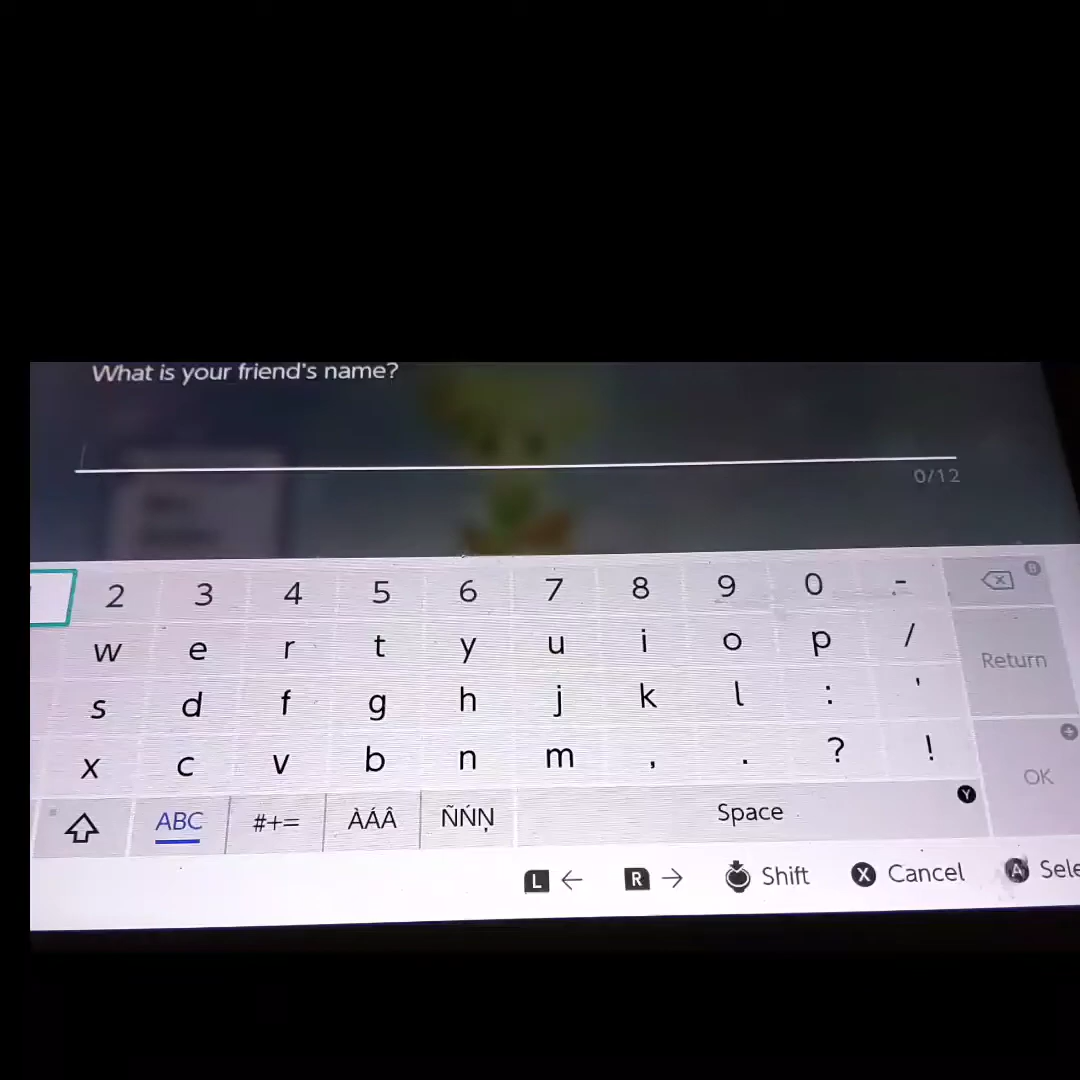 What is your friend's name?
0/12
2 3 4 5 6 7 8 9 0 -
w e r t y u i o p /
Return
s d f g h j k l : '
x c v b n m , . ? !
OK
ABC #+= ÀÁÂ ÑŃŅ Space Y
L ← R → Shift X Cancel A Sele